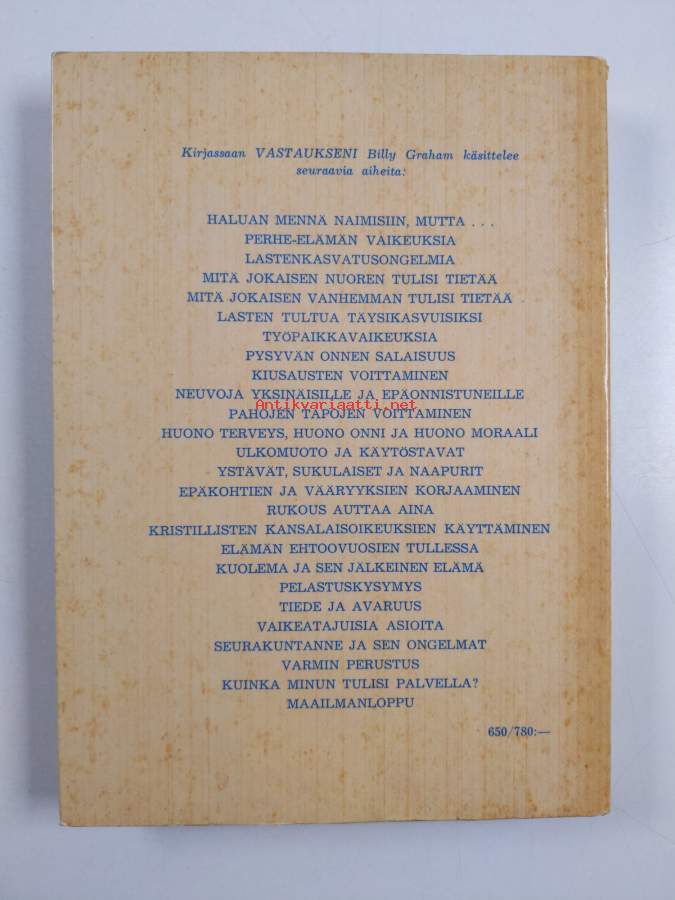 Kirjassaan VASTAUKSENI Billy Graham käsittelee
seuraavia aiheita:
HALUAN MENNÄ NAIMISIIN, MUTTA . . .
PERHE-ELÄMÄN VAIKEUKSIA
LASTENKASVATUSONGELMIA
MITÄ JOKAISEN NUOREN TULISI TIETÄÄ
MITÄ JOKAISEN VANHEMMAN TULISI TIETÄÄ
LASTEN TULTUA TÄYSIKASVUISIKSI
TYÖPAIKKAVAIKEUKSIA
PYSYVÄN ONNEN SALAISUUS
KIUSAUSTEN VOITTAMINEN
NEUVOJA YKSINÄISILLE JA EPÄONNISTUNEILLE
Antikvariaatti.net
PAHOJEN TAPOJEN VOITTAMINEN
HUONO TERVEYS, HUONO ONNI JA HUONO MORAALI
ULKOMUOTO JA KÄYTÖSTAVAT
YSTÄVÄT, SUKULAISET JA NAAPURIT
EPÄKOHTIEN JA VÄÄRYYKSIEN KORJAAMINEN
RUKOUS AUTTAA AINA
KRISTILLISTEN KANSALAISOIKEUKSIEN KÄYTTÄMINEN
ELÄMÄN EHTOOVUOSIEN TULLESSA
KUOLEMA JA SEN JÄLKEINEN ELÄMÄ
PELASTUSKYSYMYS
TIEDE JA AVARUUS
VAIKEATAJUISIA ASIOITA
SEURAKUNTANNE JA SEN ONGELMAT
VARMIN PERUSTUS
KUINKA MINUN TULISI PALVELLA?
MAAILMANLOPPU
650/780:—